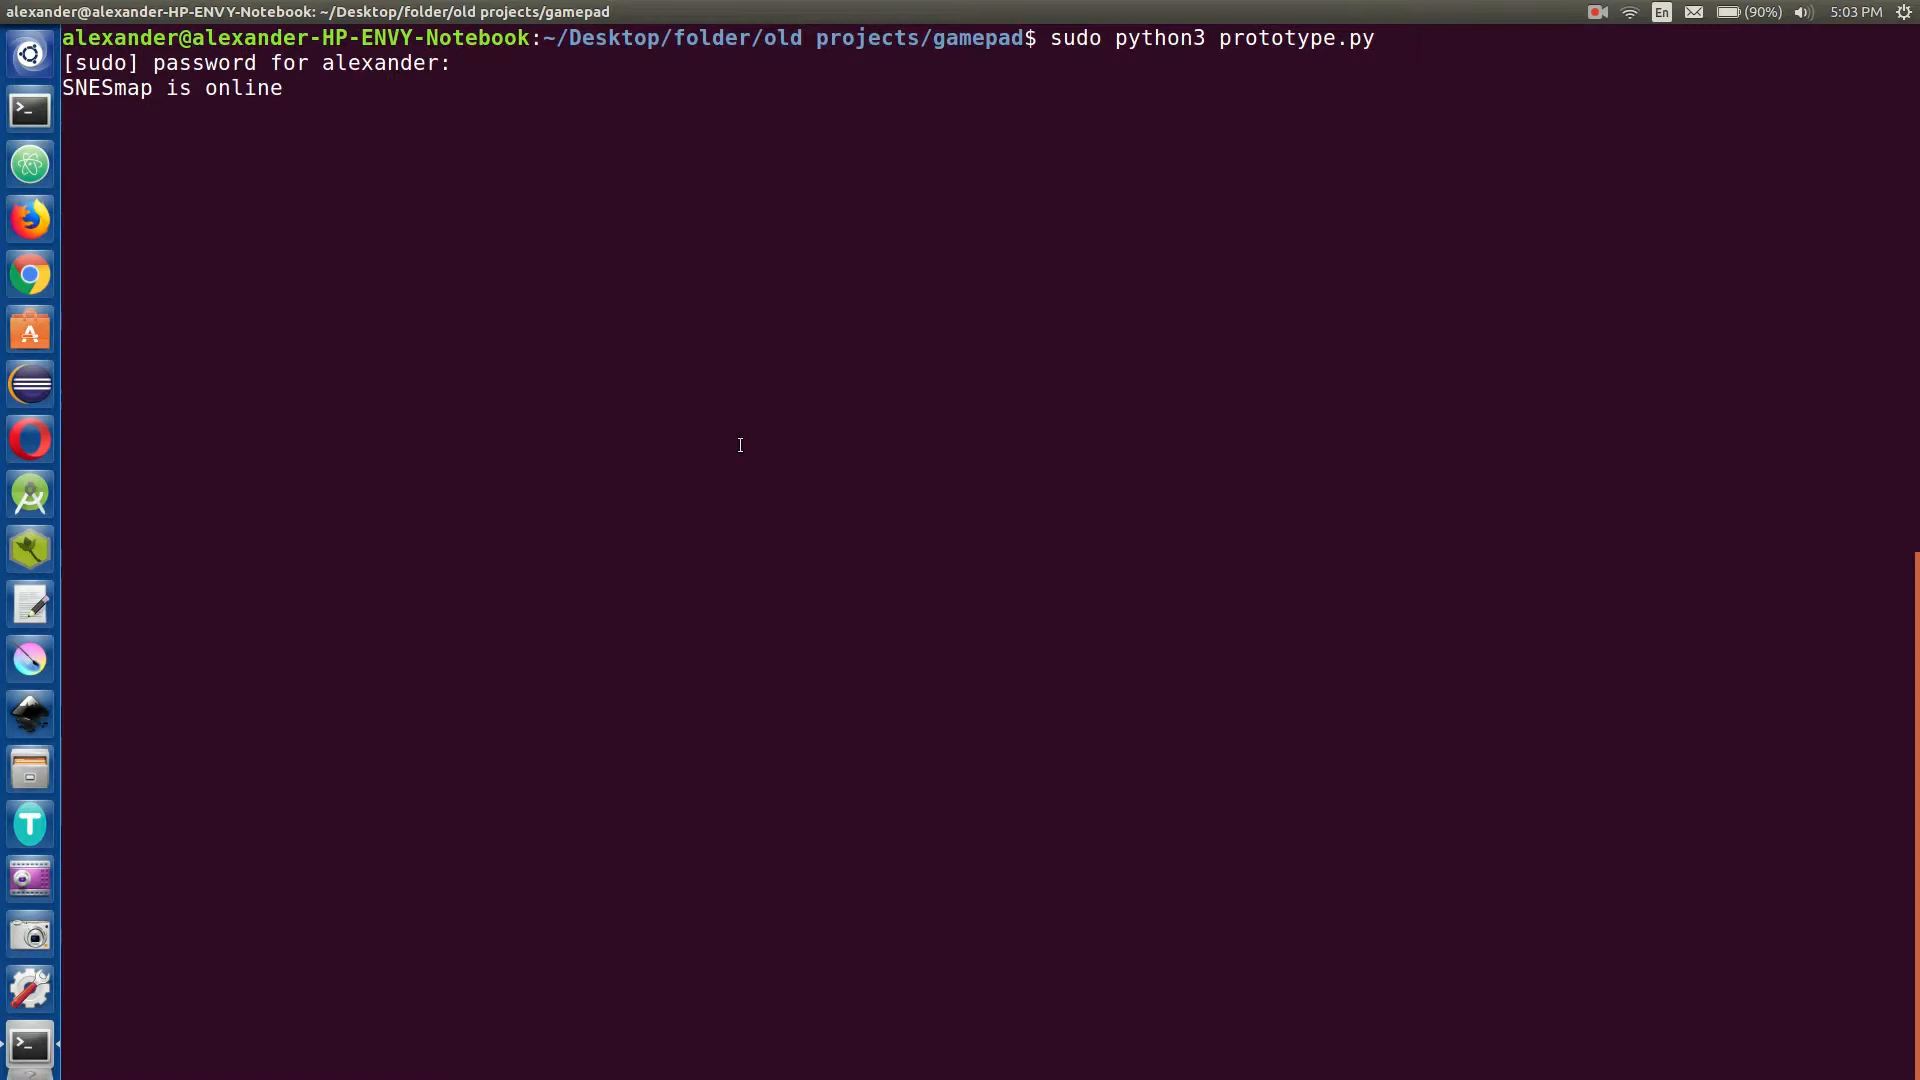 alexander@alexander-HP-ENVY-Notebook: ~/Desktop/folder/old projects/gamepad
En
(90%)
5:03 PM
alexander@alexander-HP-ENVY-Notebook:~/Desktop/folder/old projects/gamepad$ sudo python3 prototype.py
[sudo] password for alexander:
SNESmap is online